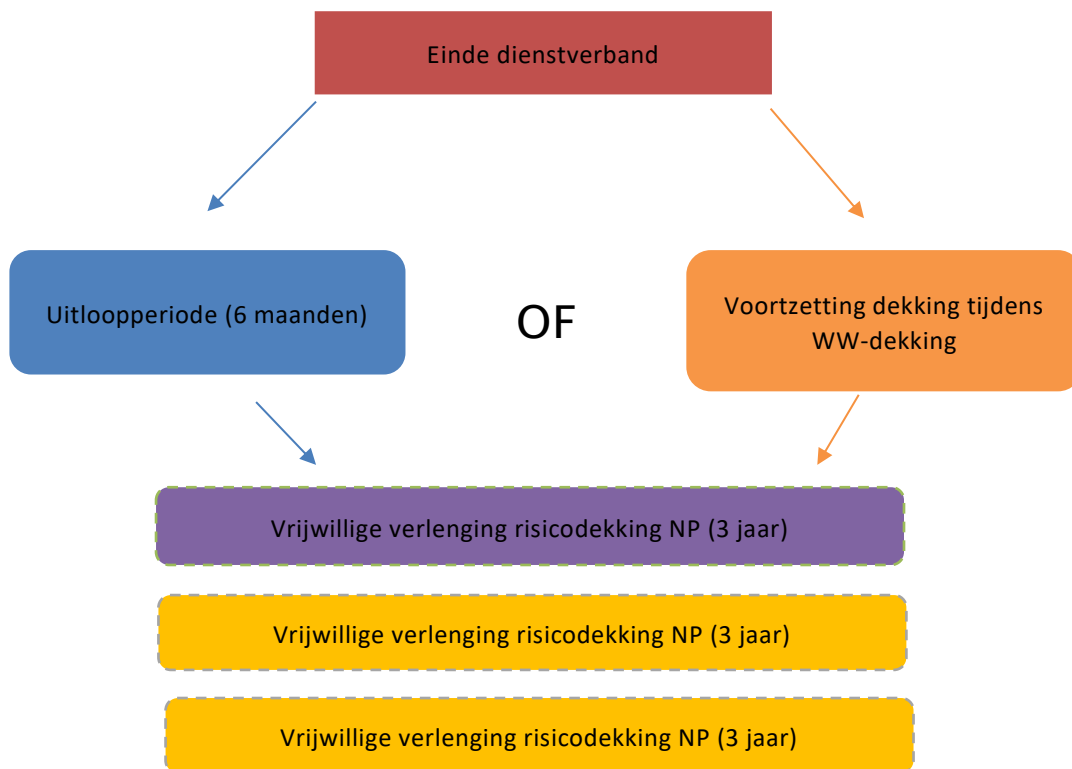 Einde dienstverband
Uitloopperiode (6 maanden)
OF
Voortzetting dekking tijdens
WW-dekking
Vrijwillige verlenging risicodekking NP (3 jaar)
Vrijwillige verlenging risicodekking NP (3 jaar)
Vrijwillige verlenging risicodekking NP (3 jaar)